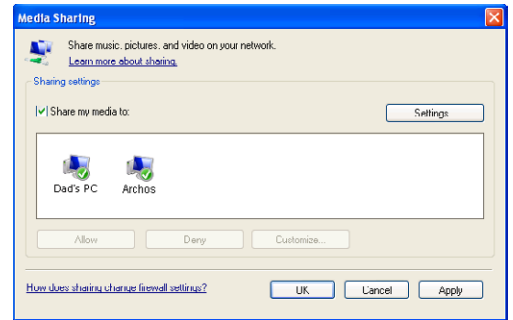 Media Sharing
Share music, pictures, and video on your network.
Learn more about sharing.
Sharing settings
Share my media to:
Settings
Dad's PC
Archos
Allow
Deny
Customize...
How does sharing change firewall settings?
OK
Cancel
Apply